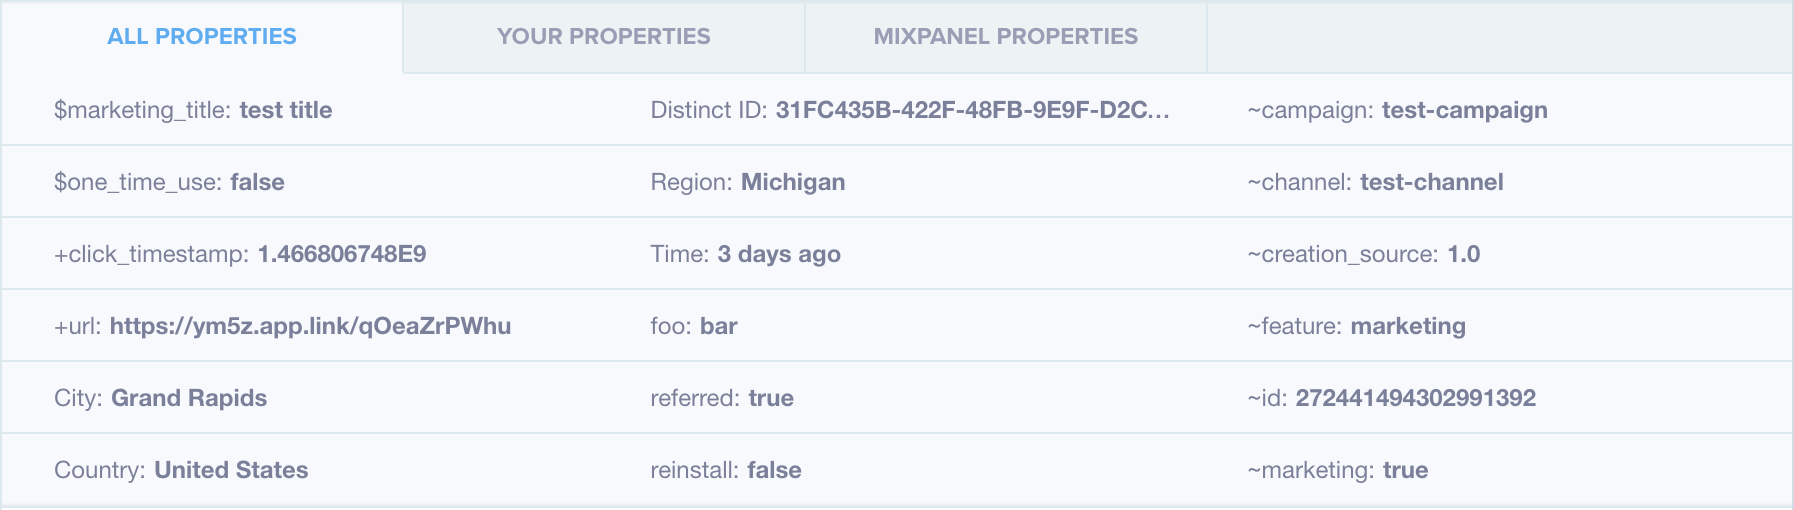 ALL PROPERTIES YOUR PROPERTIES MIXPANEL PROPERTIES
$marketing_title: test title Distinct ID: 31FC435B-422F-48FB-9E9F-D2C... ~campaign: test-campaign
$one_time_use: false Region: Michigan ~channel: test-channel
+click_timestamp: 1.466806748E9 Time: 3 days ago ~creation_source: 1.0
+url: https://ym5z.app.link/qOeaZrPWhu foo: bar ~feature: marketing
City: Grand Rapids referred: true ~id: 272441494302991392
Country: United States reinstall: false ~marketing: true